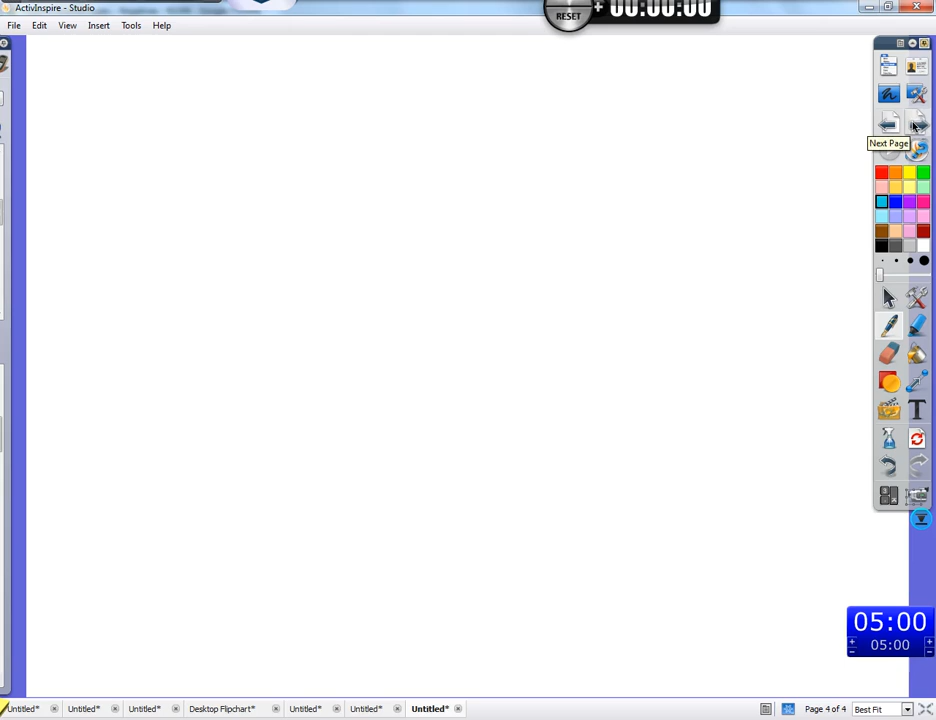 ActivInspire - Studio
00:00:00
RESET
File Edit View Insert Tools Help
Next Page
T
05:00
05:00
Untitled* Untitled* Untitled* Desktop Flipchart* Untitled* Untitled* Untitled* Page 4 of 4 Best Fit